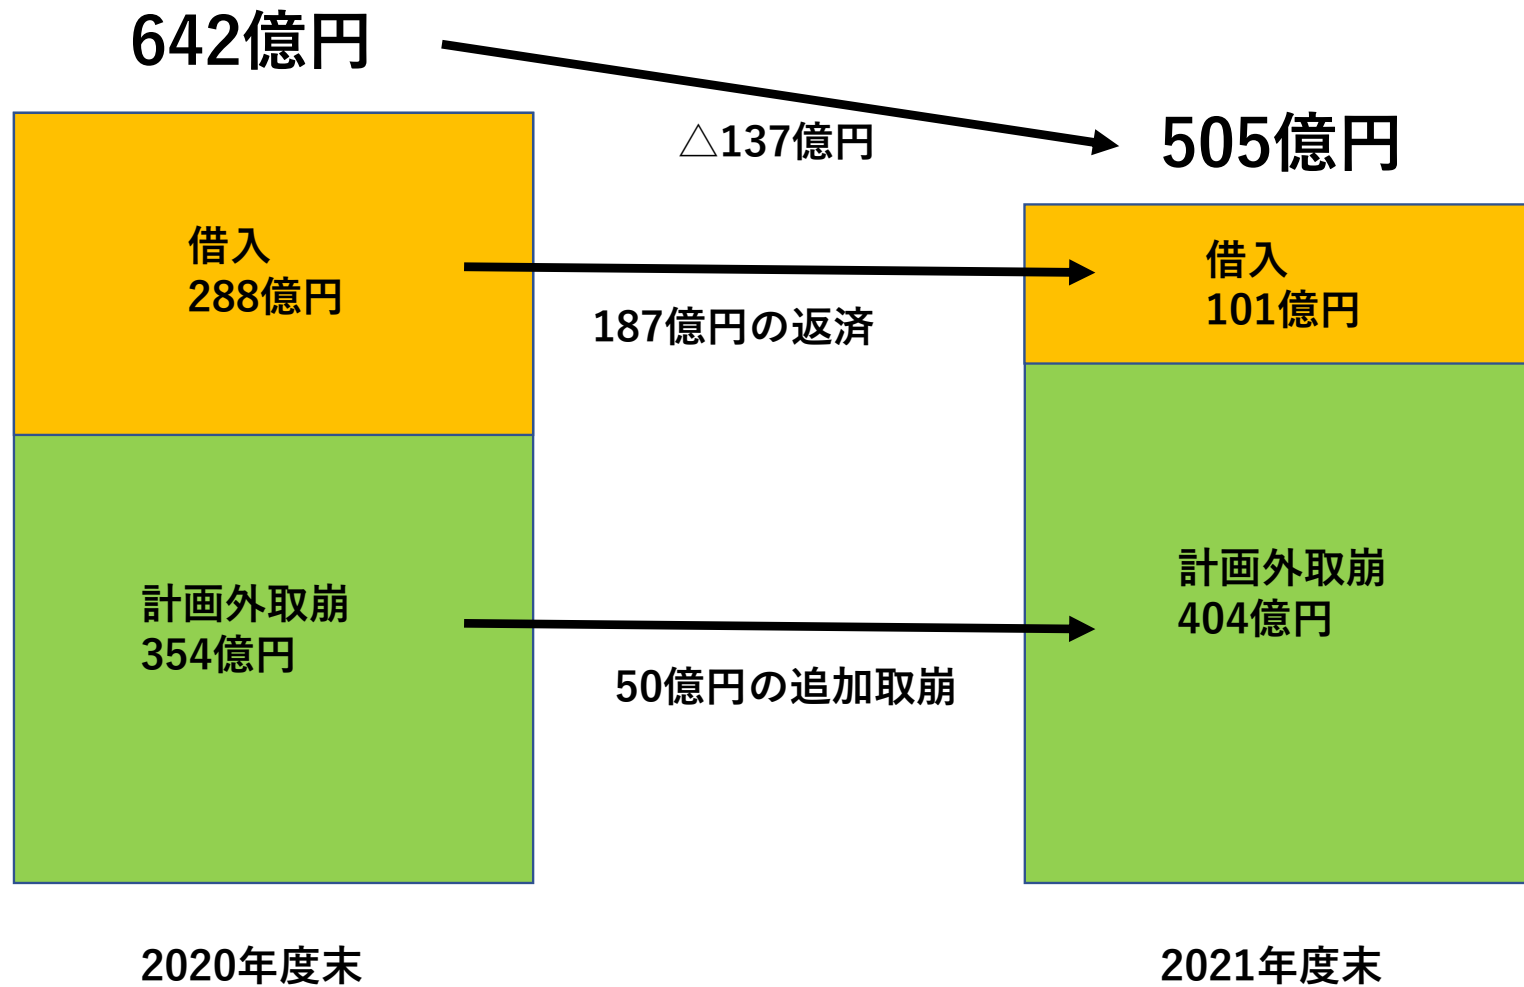 642億円
△137億円
505億円
借入
288億円
187億円の返済
借入
101億円
計画外取崩
354億円
50億円の追加取崩
計画外取崩
404億円
2020年度末
2021年度末